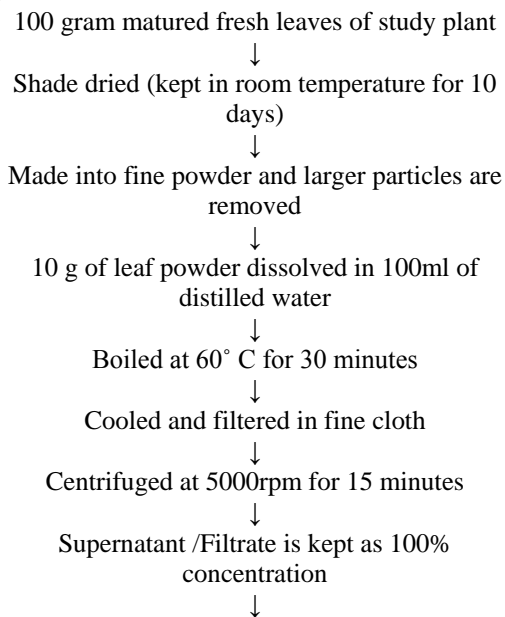 100 gram matured fresh leaves of study plant
↓
Shade dried (kept in room temperature for 10
days)
↓
Made into fine powder and larger particles are
removed
↓
10 g of leaf powder dissolved in 100ml of
distilled water
↓
Boiled at 60˚ C for 30 minutes
↓
Cooled and filtered in fine cloth
↓
Centrifuged at 5000rpm for 15 minutes
↓
Supernatant /Filtrate is kept as 100%
concentration
↓